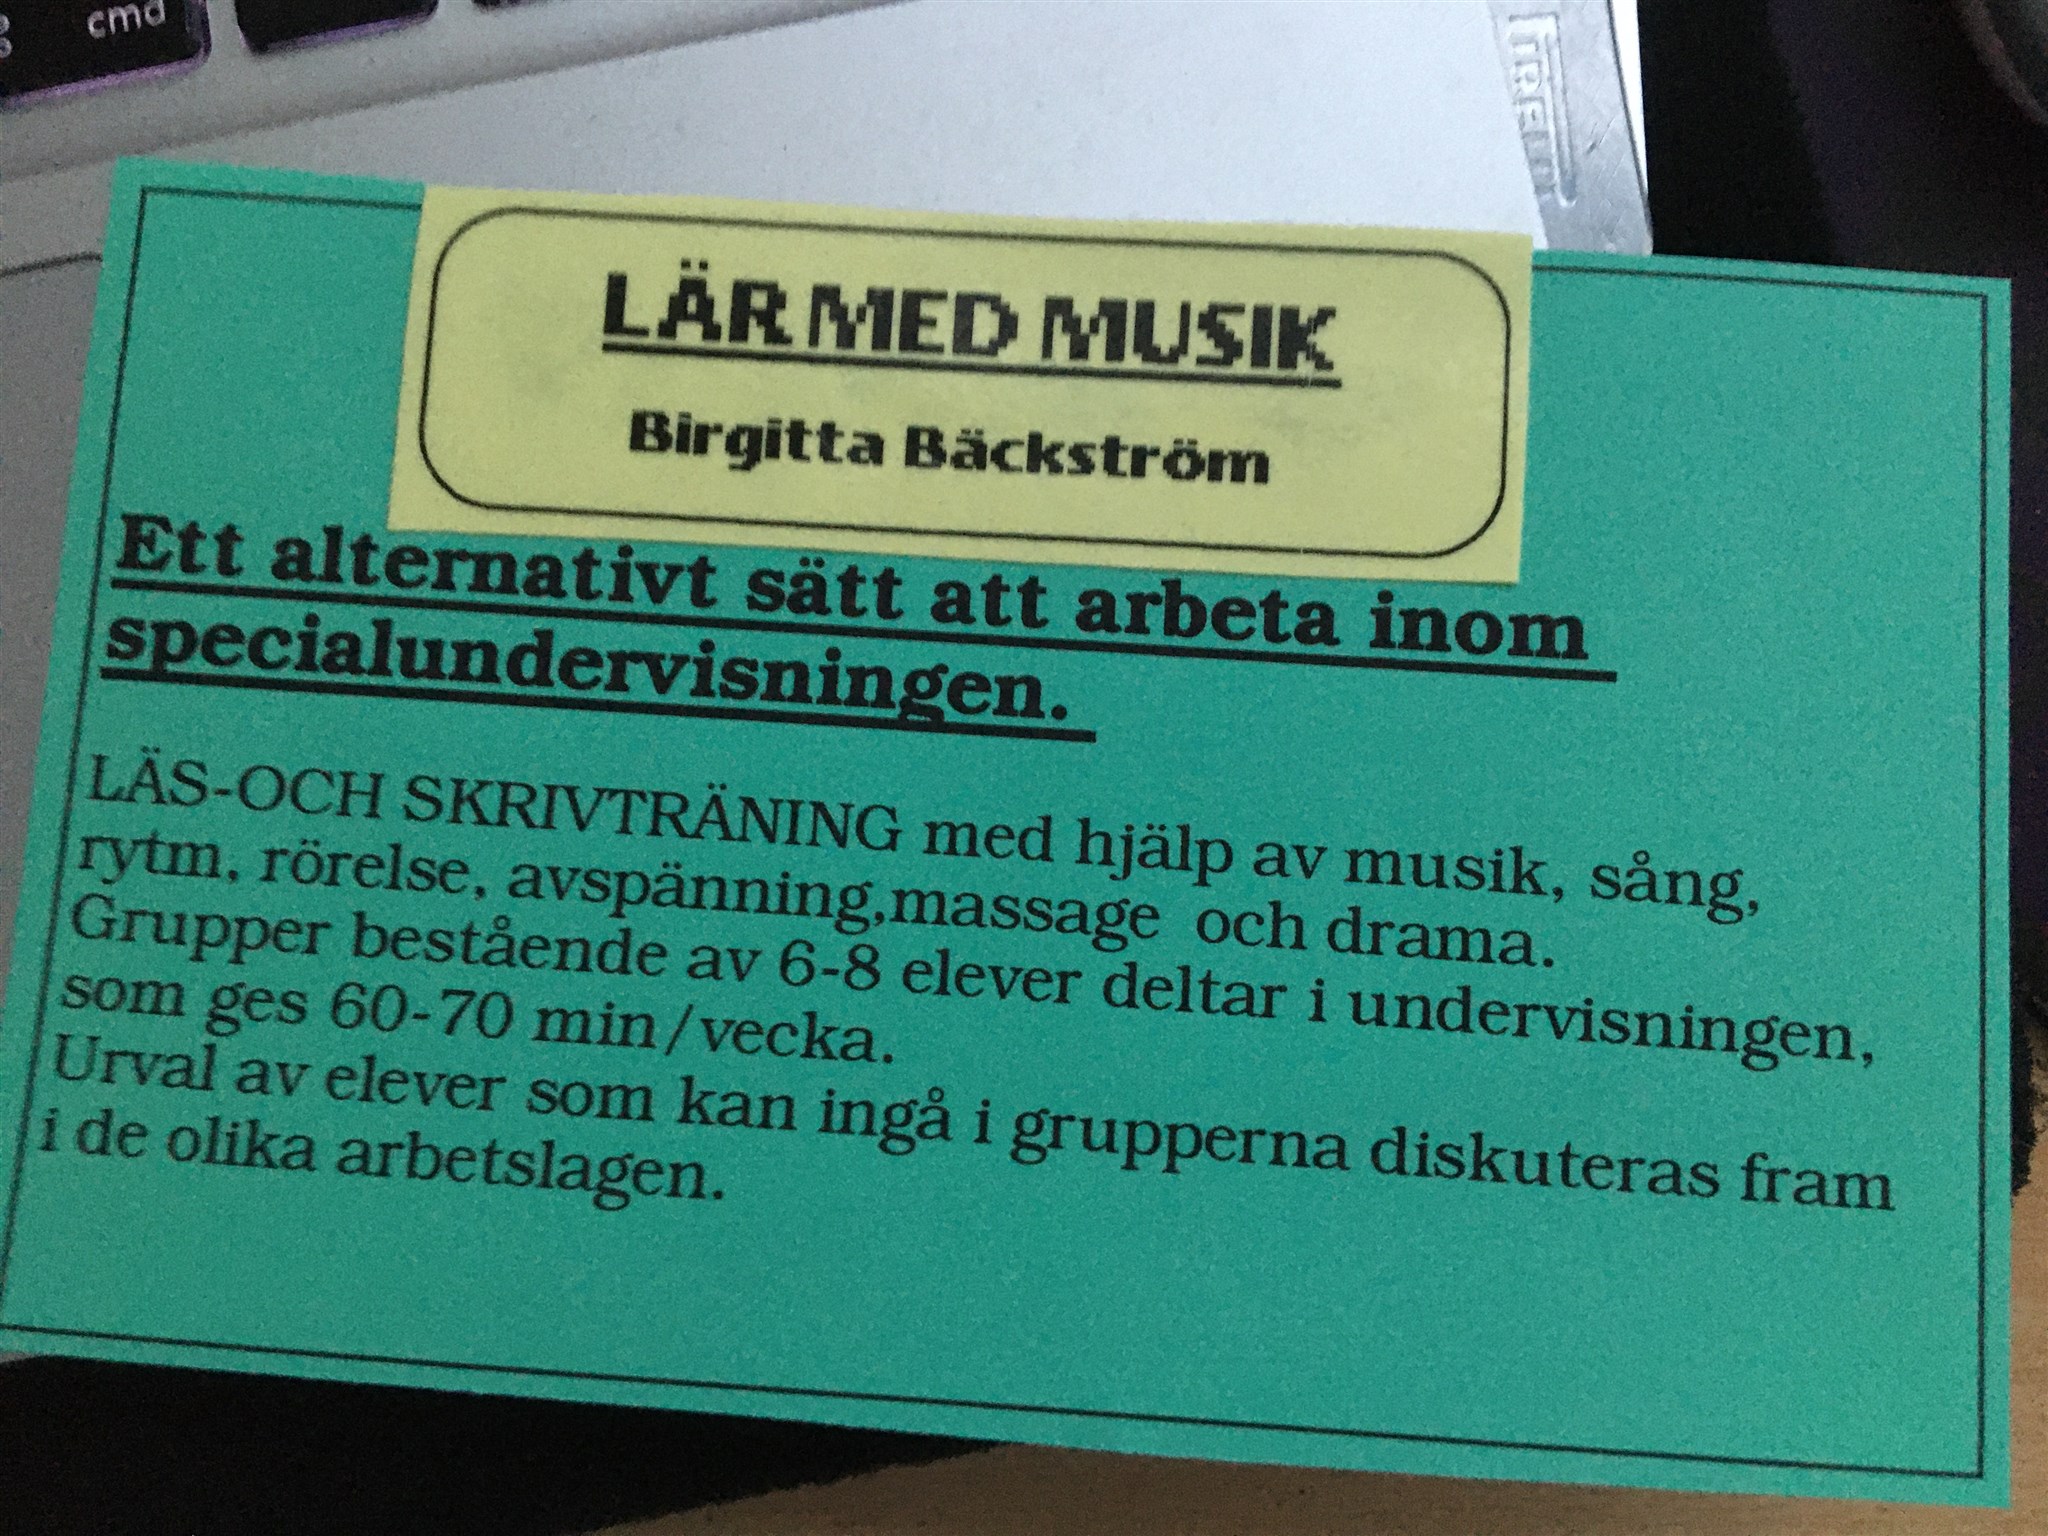 cmd
LÄR MED MUSIK
Birgitta Bäckström
Ett alternativt sätt att arbeta inom
specialundervisningen.
LÄS-OCH SKRIVTRÄNING med hjälp av musik, sång,
rytm, rörelse, avspänning,massage och drama.
Grupper bestående av 6-8 elever deltar i undervisningen,
som ges 60-70 min/vecka.
Urval av elever som kan ingå i grupperna diskuteras fram
i de olika arbetslagen.